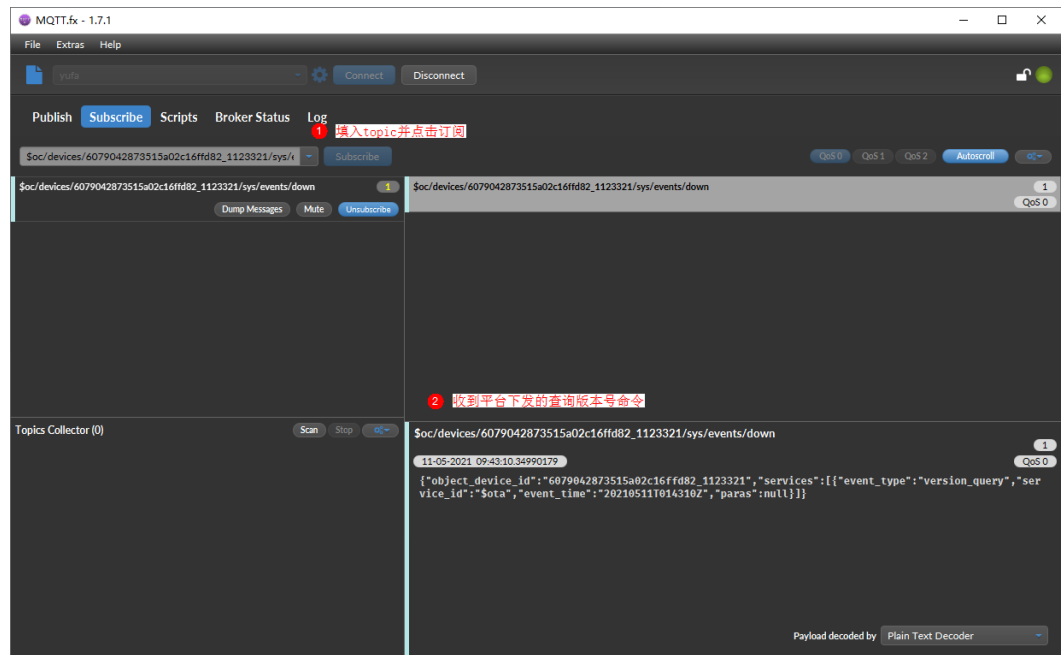 MQTT.fx - 1.7.1
File Extras Help
yufa Connect Disconnect
Publish Subscribe Scripts Broker Status Log
1 填入topic并点击订阅
$oc/devices/6079042873515a02c16ffd82_1123321/sys/ Subscribe QoS 0 QoS 1 QoS 2 Autoscroll
$oc/devices/6079042873515a02c16ffd82_1123321/sys/events/down 1
Dump Messages Mute Unsubscribe
$oc/devices/6079042873515a02c16ffd82_1123321/sys/events/down 1
QoS 0
2 收到平台下发的查询版本号命令
Topics Collector (0) Scan Stop
$oc/devices/6079042873515a02c16ffd82_1123321/sys/events/down
1
11-05-2021 09:43:10.34990179 QoS 0
{"object_device_id":"6079042873515a02c16ffd82_1123321","services":[{"event_type":"version_query","ser
vice_id":"$ota","event_time":"20210511T014310Z","paras":null}]}
Payload decoded by Plain Text Decoder